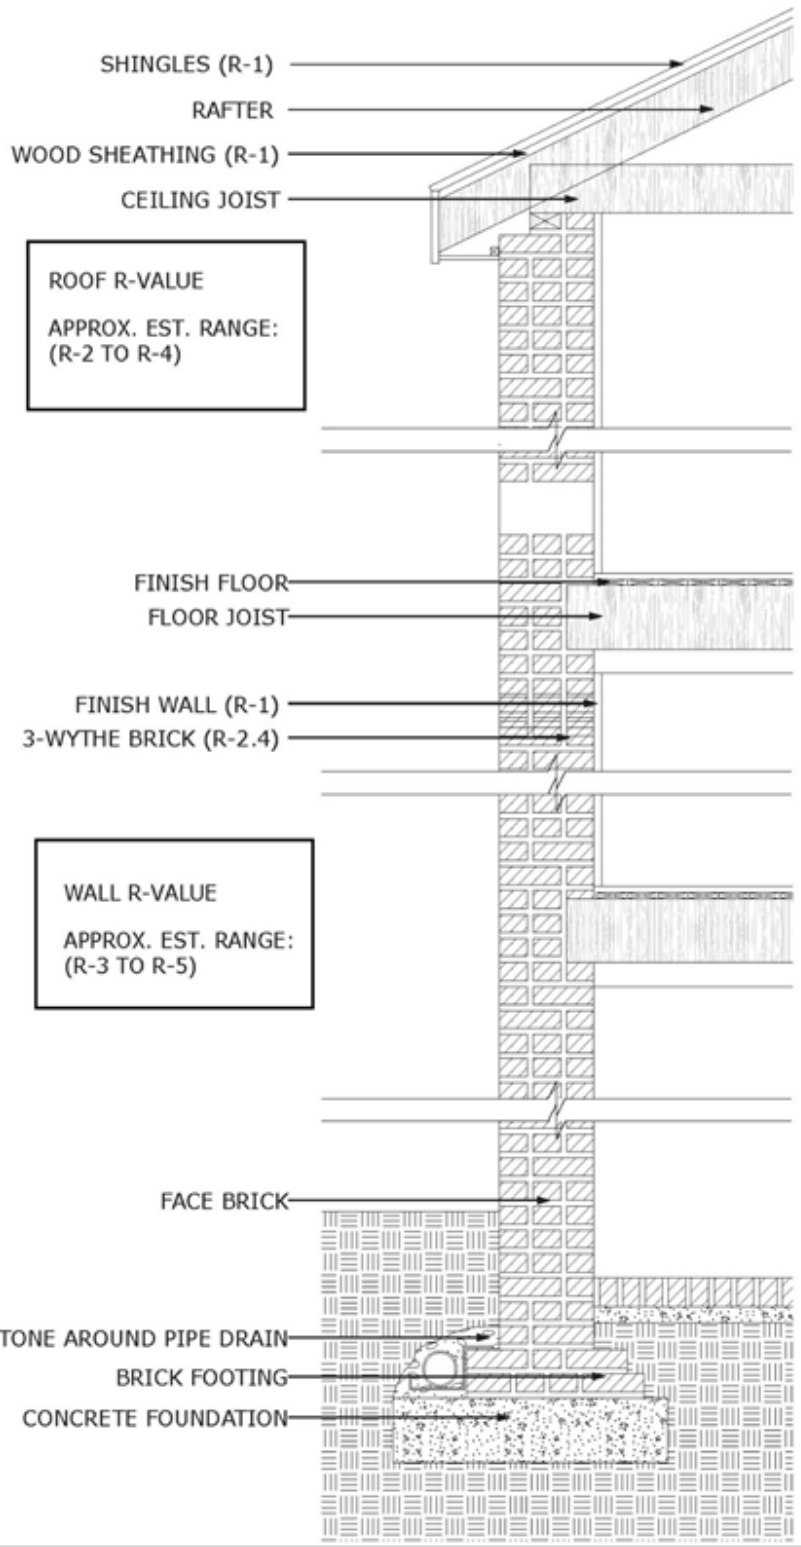 SHINGLES (R-1)
RAFTER
WOOD SHEATHING (R-1)
CEILING JOIST
ROOF R-VALUE
APPROX. EST. RANGE:
(R-2 TO R-4)
FINISH FLOOR
FLOOR JOIST
FINISH WALL (R-1)
3-WYTHE BRICK (R-2.4)
WALL R-VALUE
APPROX. EST. RANGE:
(R-3 TO R-5)
FACE BRICK
TONE AROUND PIPE DRAIN
BRICK FOOTING
CONCRETE FOUNDATION